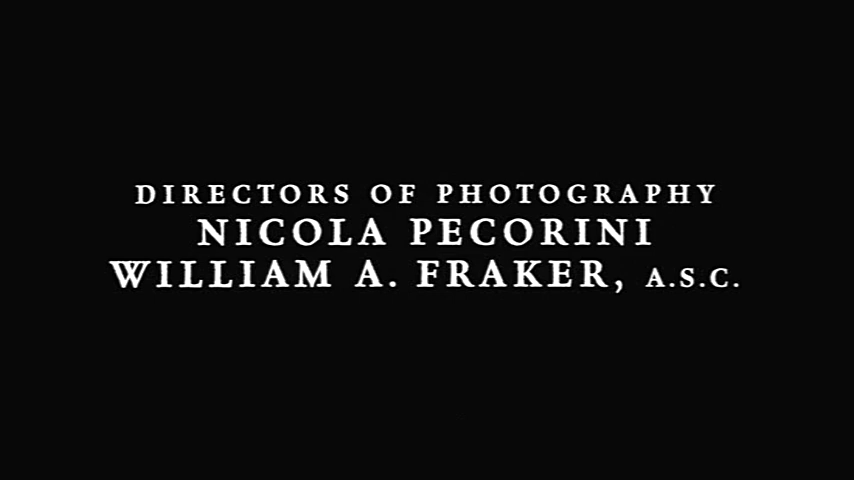 DIRECTORS OF PHOTOGRAPHY
NICOLA PECORINI
WILLIAM A. FRAKER, A.S.C.